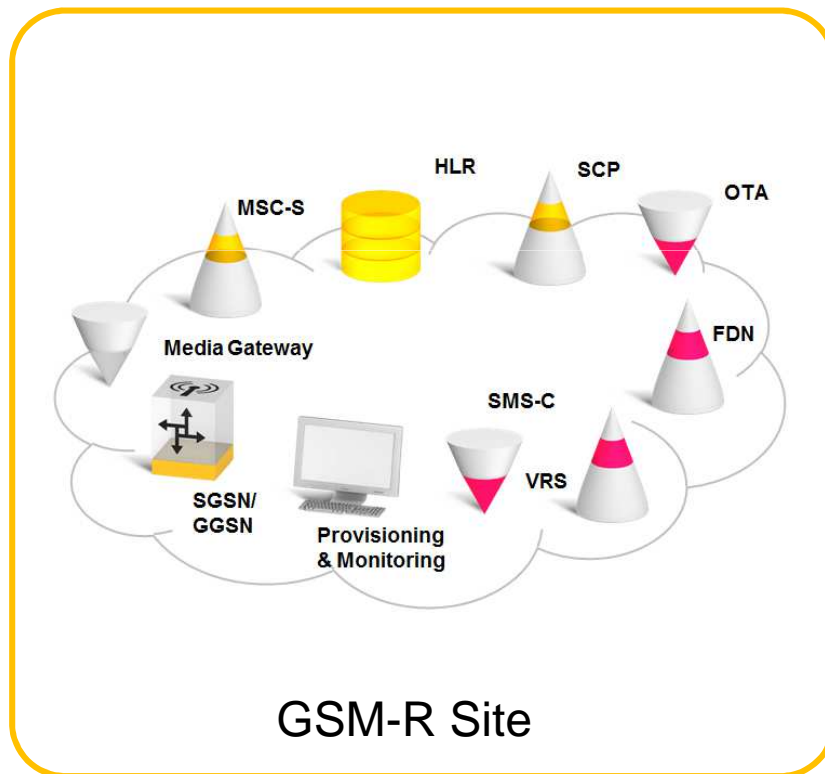 HLR
SCP
OTA
MSC-S
FDN
Media Gateway
SMS-C
VRS
SGSN/
GGSN
Provisioning
& Monitoring
GSM-R Site